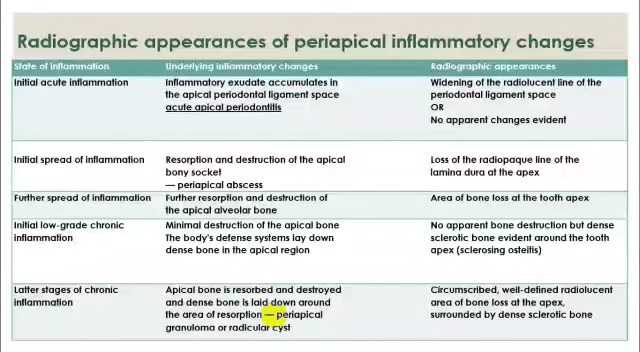 Radiographic appearances of periapical inflammatory changes
State of inflammation Underlying inflammatory changes Radiographic appearances
Initial acute inflammation Inflammatory exudate accumulates in Widening of the radiolucent line of the
the apical periodontal ligament space periodontal ligament space
acute apical periodontitis OR
No apparent changes evident
Initial spread of inflammation Resorption and destruction of the apical Loss of the radiopaque line of the
bony socket lamina dura at the apex
— periapical abscess
Further spread of inflammation Further resorption and destruction of Area of bone loss at the tooth apex
the apical alveolar bone
Initial low-grade chronic Minimal destruction of the apical bone No apparent bone destruction but dense
inflammation The body's defense systems lay down sclerotic bone evident around the tooth
dense bone in the apical region apex (sclerosing osteitis)
Latter stages of chronic Apical bone is resorbed and destroyed Circumscribed, well-defined radiolucent
inflammation and dense bone is laid down around area of bone loss at the apex,
the area of resorption — periapical surrounded by dense sclerotic bone
granuloma or radicular cyst